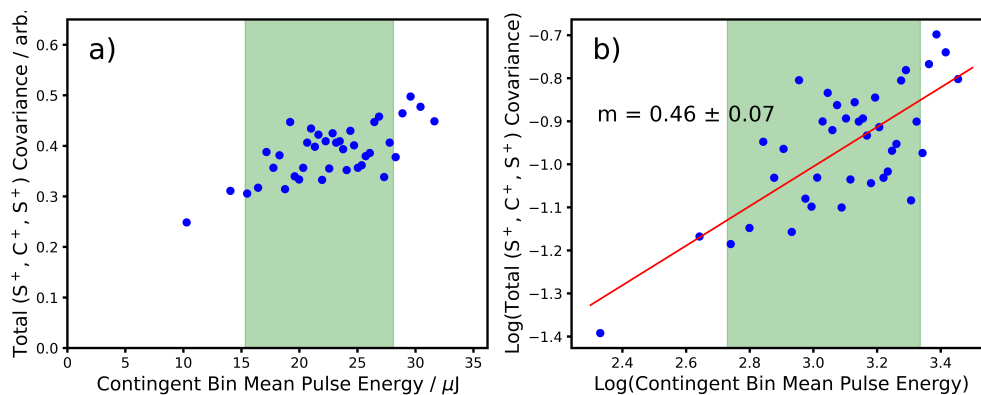 a)
Total (S⁺, C⁺, S⁺) Covariance / arb.
0.6
0.5
0.4
0.3
0.2
0.1
0.0
0 5 10 15 20 25 30 35
Contingent Bin Mean Pulse Energy / μJ
b)
m = 0.46 ± 0.07
Log(Total (S⁺, C⁺, S⁺) Covariance)
−0.7
−0.8
−0.9
−1.0
−1.1
−1.2
−1.3
−1.4
2.4 2.6 2.8 3.0 3.2 3.4
Log(Contingent Bin Mean Pulse Energy)